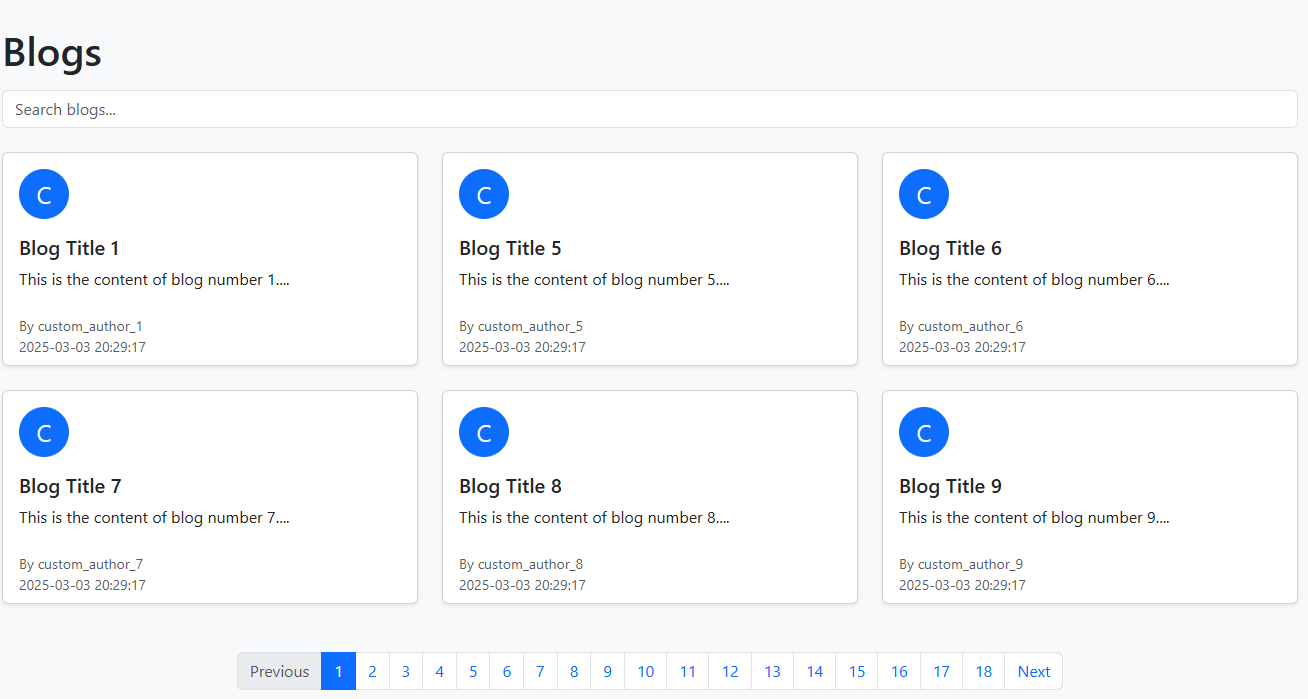 Blogs
Search blogs...
C
Blog Title 1
This is the content of blog number 1....
By custom_author_1
2025-03-03 20:29:17
C
Blog Title 5
This is the content of blog number 5....
By custom_author_5
2025-03-03 20:29:17
C
Blog Title 6
This is the content of blog number 6....
By custom_author_6
2025-03-03 20:29:17
C
Blog Title 7
This is the content of blog number 7....
By custom_author_7
2025-03-03 20:29:17
C
Blog Title 8
This is the content of blog number 8....
By custom_author_8
2025-03-03 20:29:17
C
Blog Title 9
This is the content of blog number 9....
By custom_author_9
2025-03-03 20:29:17
Previous 1 2 3 4 5 6 7 8 9 10 11 12 13 14 15 16 17 18 Next